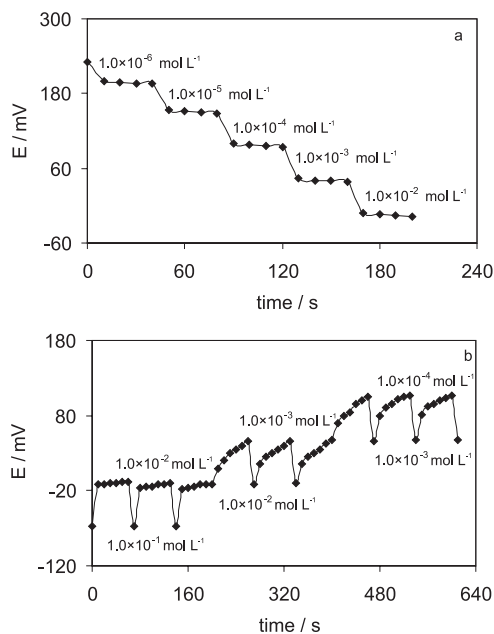 300
a
1.0×10⁻⁶ mol L⁻¹
180
1.0×10⁻⁵ mol L⁻¹
E / mV
1.0×10⁻⁴ mol L⁻¹
60
1.0×10⁻³ mol L⁻¹
1.0×10⁻² mol L⁻¹
-60
0 60 120 180 240
time / s
180
b
1.0×10⁻⁴ mol L⁻¹
80
1.0×10⁻³ mol L⁻¹
E / mV
1.0×10⁻² mol L⁻¹
1.0×10⁻³ mol L⁻¹
-20
1.0×10⁻² mol L⁻¹
1.0×10⁻¹ mol L⁻¹
-120
0 160 320 480 640
time / s